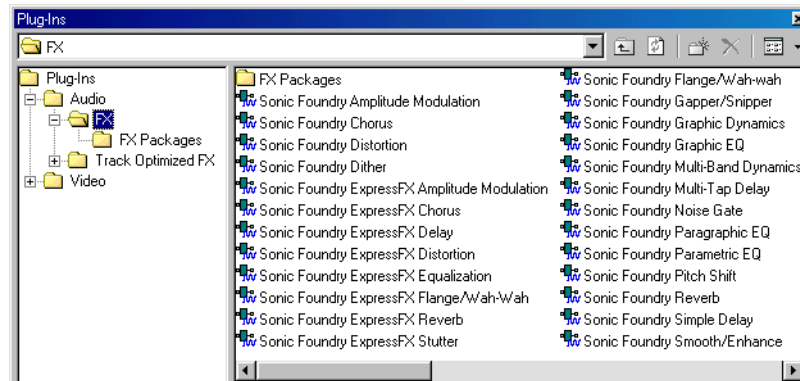 Plug-Ins
FX
Plug-Ins
Audio
FX
FX Packages
Track Optimized FX
Video
FX Packages
Sonic Foundry Amplitude Modulation
Sonic Foundry Chorus
Sonic Foundry Distortion
Sonic Foundry Dither
Sonic Foundry ExpressFX Amplitude Modulation
Sonic Foundry ExpressFX Chorus
Sonic Foundry ExpressFX Delay
Sonic Foundry ExpressFX Distortion
Sonic Foundry ExpressFX Equalization
Sonic Foundry ExpressFX Flange/Wah-Wah
Sonic Foundry ExpressFX Reverb
Sonic Foundry ExpressFX Stutter
Sonic Foundry Flange/Wah-wah
Sonic Foundry Gapper/Snipper
Sonic Foundry Graphic Dynamics
Sonic Foundry Graphic EQ
Sonic Foundry Multi-Band Dynamics
Sonic Foundry Multi-Tap Delay
Sonic Foundry Noise Gate
Sonic Foundry Paragraphic EQ
Sonic Foundry Parametric EQ
Sonic Foundry Pitch Shift
Sonic Foundry Reverb
Sonic Foundry Simple Delay
Sonic Foundry Smooth/Enhance